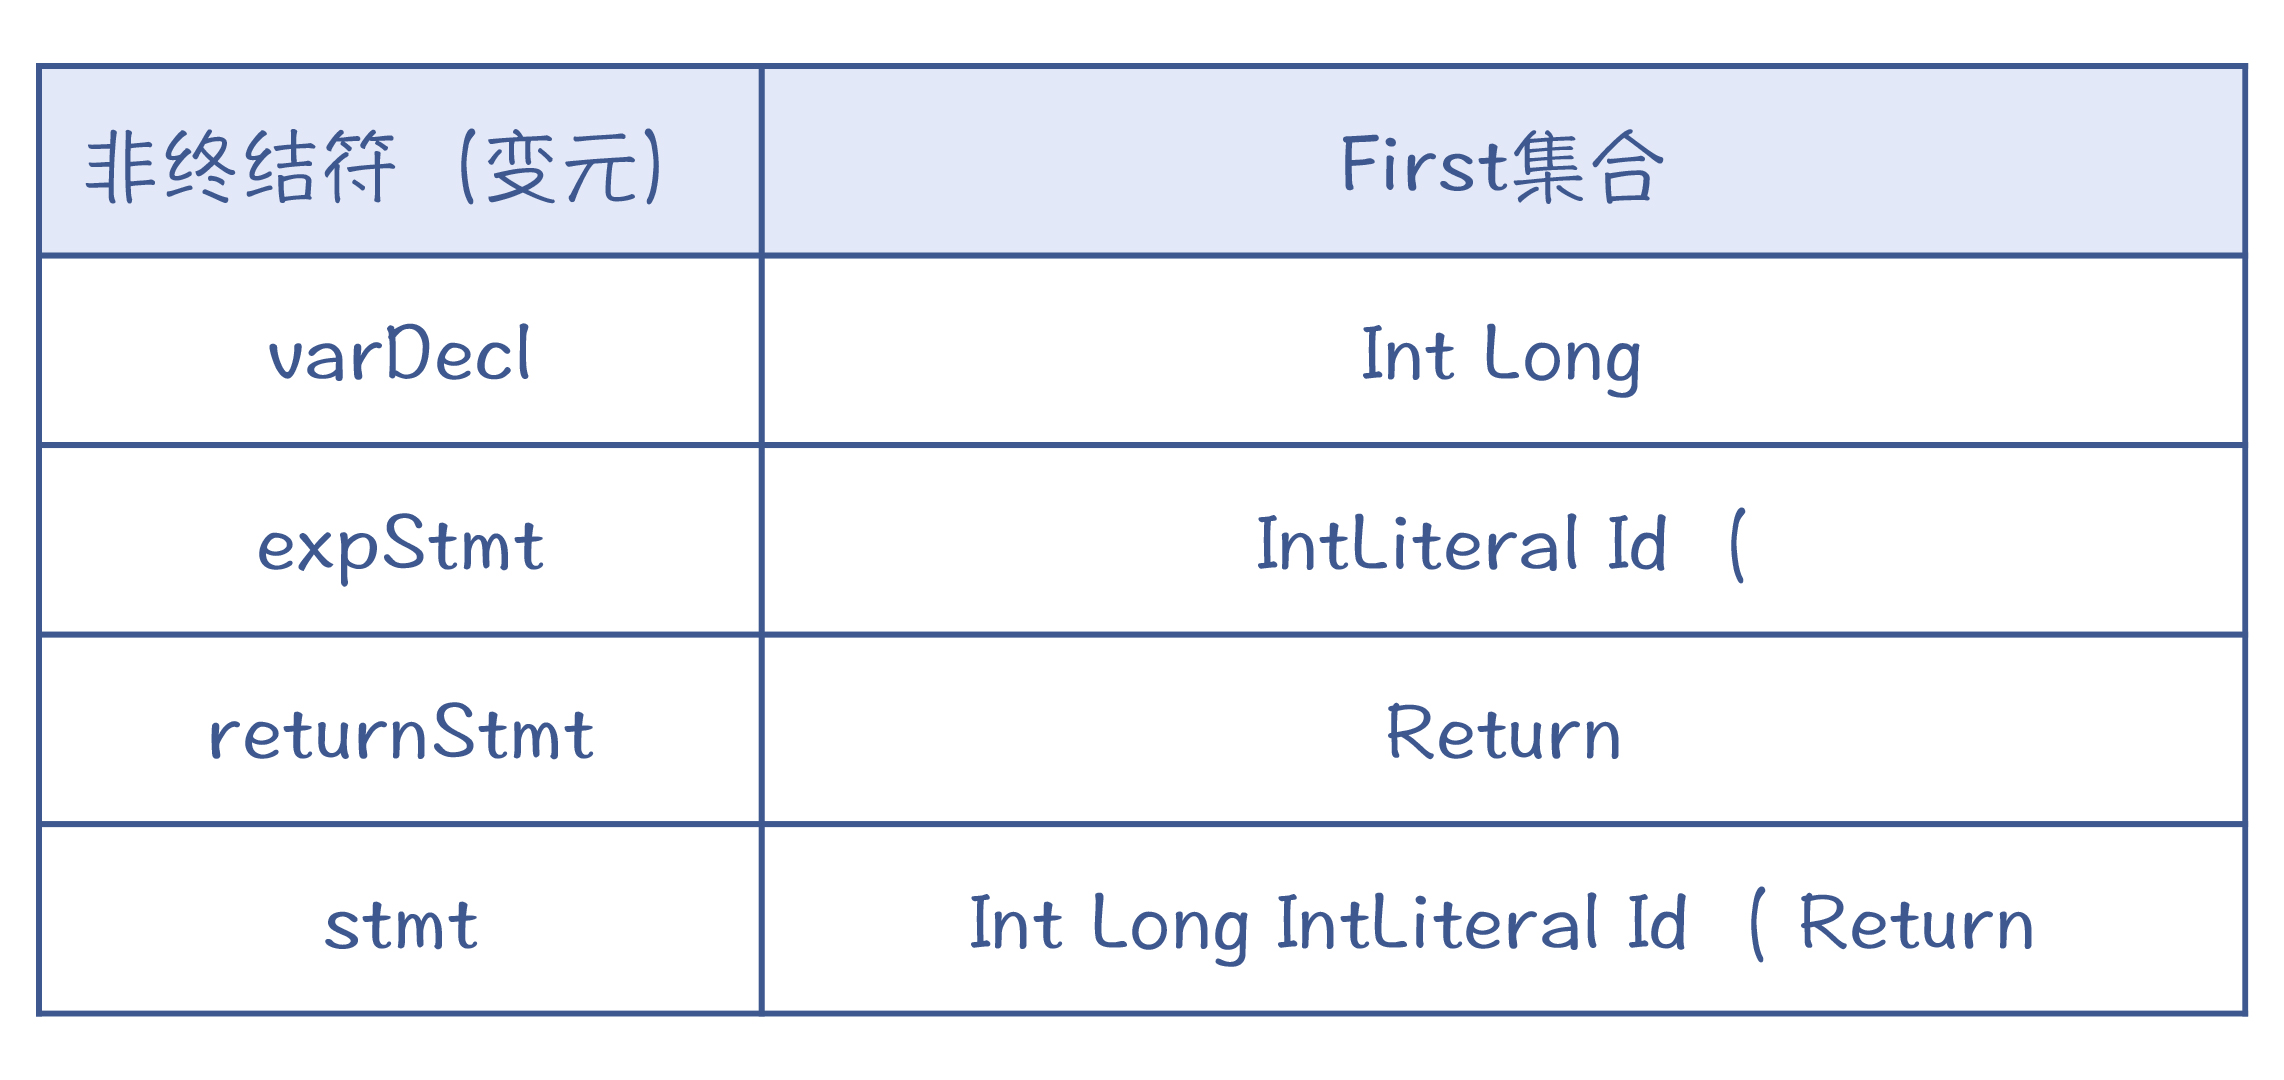 非终结符（变元） First集合
varDecl Int Long
expStmt IntLiteral Id （
returnStmt Return
stmt Int Long IntLiteral Id （ Return